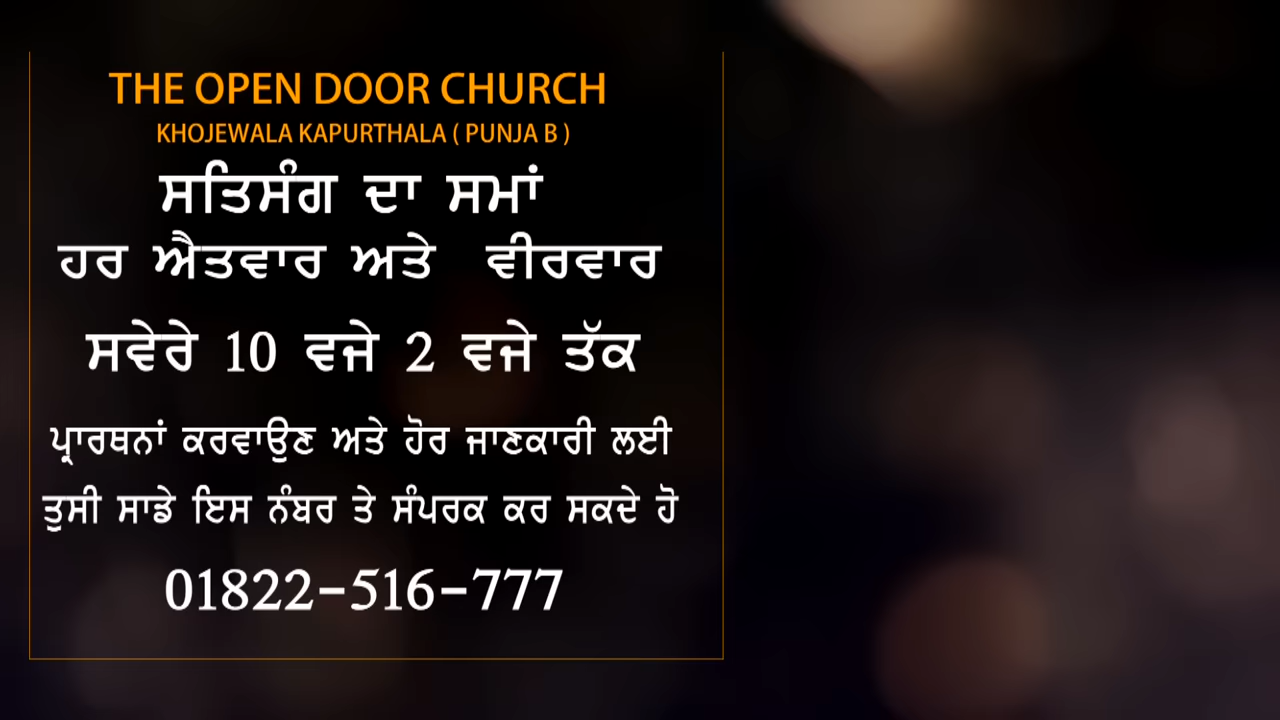 THE OPEN DOOR CHURCH
KHOJEWALA KAPURTHALA ( PUNJA B )
ਸਤਿਸੰਗ ਦਾ ਸਮਾਂ
ਹਰ ਐਤਵਾਰ ਅਤੇ ਵੀਰਵਾਰ
ਸਵੇਰੇ 10 ਵਜੇ 2 ਵਜੇ ਤੱਕ
ਪ੍ਰਾਰਥਨਾਂ ਕਰਵਾਉਣ ਅਤੇ ਹੋਰ ਜਾਣਕਾਰੀ ਲਈ
ਤੁਸੀ ਸਾਡੇ ਇਸ ਨੰਬਰ ਤੇ ਸੰਪਰਕ ਕਰ ਸਕਦੇ ਹੋ
01822-516-777